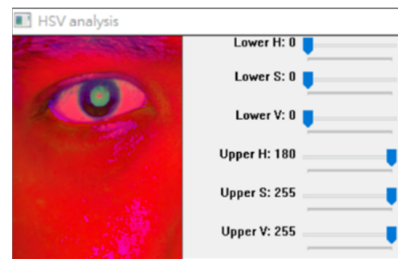 HSV analysis
Lower H: 0
Lower S: 0
Lower V: 0
Upper H: 180
Upper S: 255
Upper V: 255